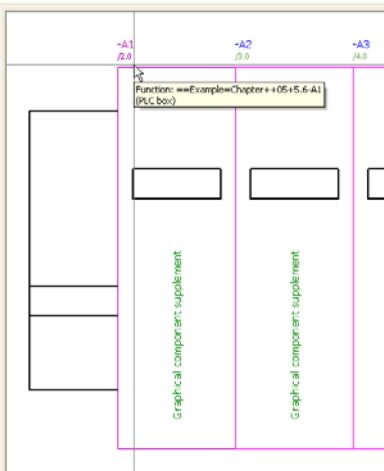 -A1
/2.0
-A2
/3.0
-A3
/4.0
Function: ==Example=Chapter++05+5.6-A1
(PLC box)
Graphical component supplement
Graphical component supplement